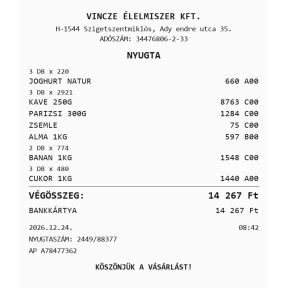 VINCZE ÉLELMISZER KFT.
H-1544 Szigetszentmiklós, Ady endre utca 35.
ADÓSZÁM: 34476806-2-33
NYUGTA
3 DB x 220
JOGHURT NATUR 660 A00
3 DB x 2921
KAVE 250G 8763 C00
PARIZSI 300G 1284 C00
ZSEMLE 75 C00
ALMA 1KG 597 B00
2 DB x 774
BANAN 1KG 1548 C00
3 DB x 480
CUKOR 1KG 1440 A00
VÉGÖSSZEG: 14 267 Ft
BANKKÁRTYA 14 267 Ft
2026.12.24. 08:42
NYUGTASZÁM: 2449/88377
AP A78477362
KÖSZÖNJÜK A VÁSÁRLÁST!